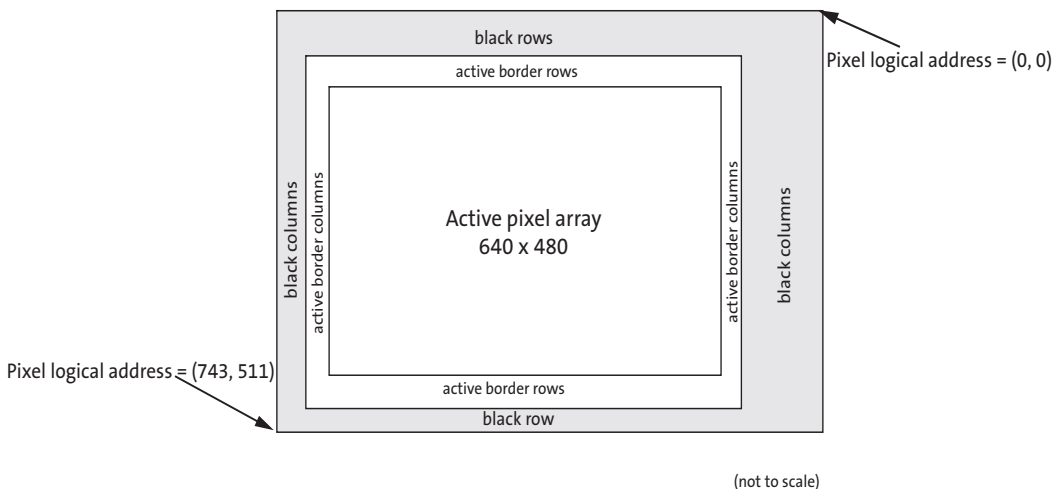 black rows
Pixel logical address = (0, 0)
active border rows
black columns
active border columns
Active pixel array
640 x 480
active border columns
black columns
Pixel logical address = (743, 511)
active border rows
black row
(not to scale)